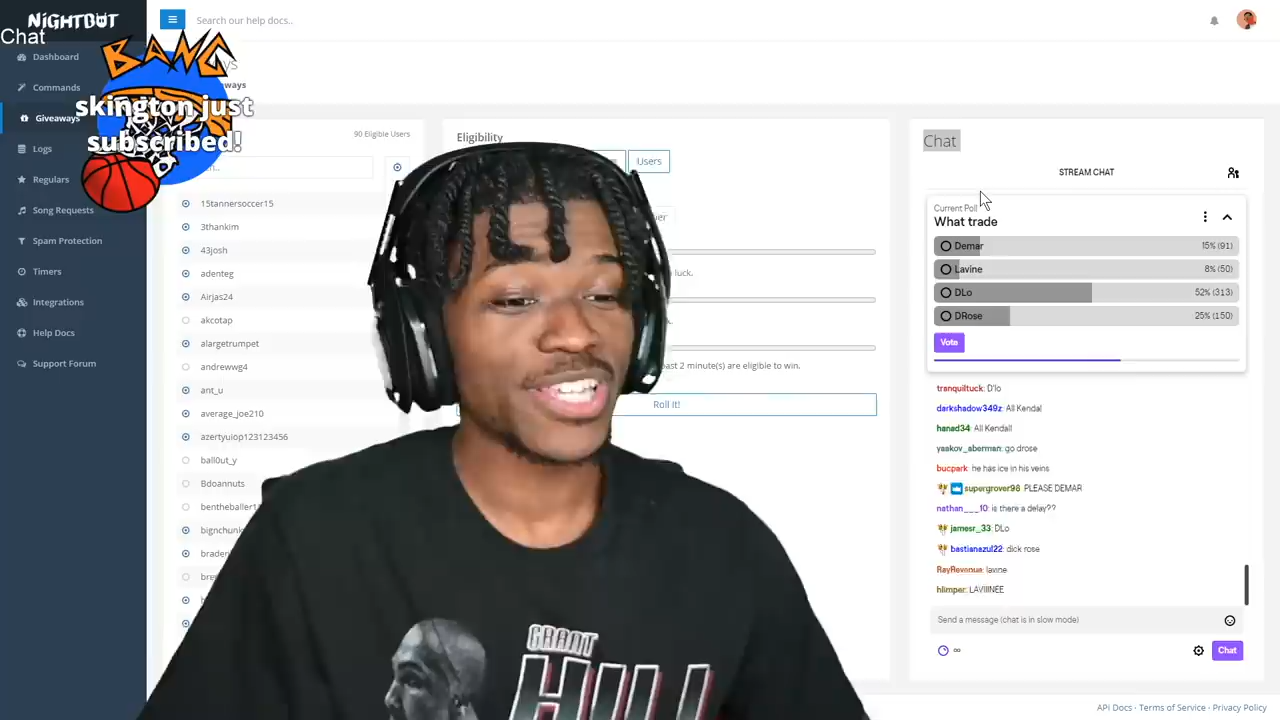 NIGHTBOT
Search our help docs..
Chat
BANG
skington just
subscribed!
Dashboard
Commands
Giveaways
Logs
Regulars
Song Requests
Spam Protection
Timers
Integrations
Help Docs
Support Forum
90 Eligible Users
15tannersoccer15
3thankim
43josh
adenteg
Airjas24
akcotap
alargetrumpet
andrewwg4
ant_u
average_joe210
azertyuiop123123456
ball0ut_y
Bdoannuts
Eligibility
Users
luck.
minute(s) are eligible to win.
Roll It!
GRANT
HILL
Chat
STREAM CHAT
Current Poll
What trade
Demar 15% (91)
Lavine 8% (50)
DLo 52% (313)
DRose 25% (150)
Vote
tranquiltuck: D'lo
darkshadow349z: All Kendal
hanad34: All Kendall
yaakov_aberman: go drose
bucpark: he has ice in his veins
supergrover98: PLEASE DEMAR
nathan___10: is there a delay??
jamesr_33: DLo
bastianazul22: dick rose
RayRevenue: lavine
hlimper: LAVIIINEE
Send a message (chat is in slow mode)
∞
Chat
API Docs - Terms of Service - Privacy Policy